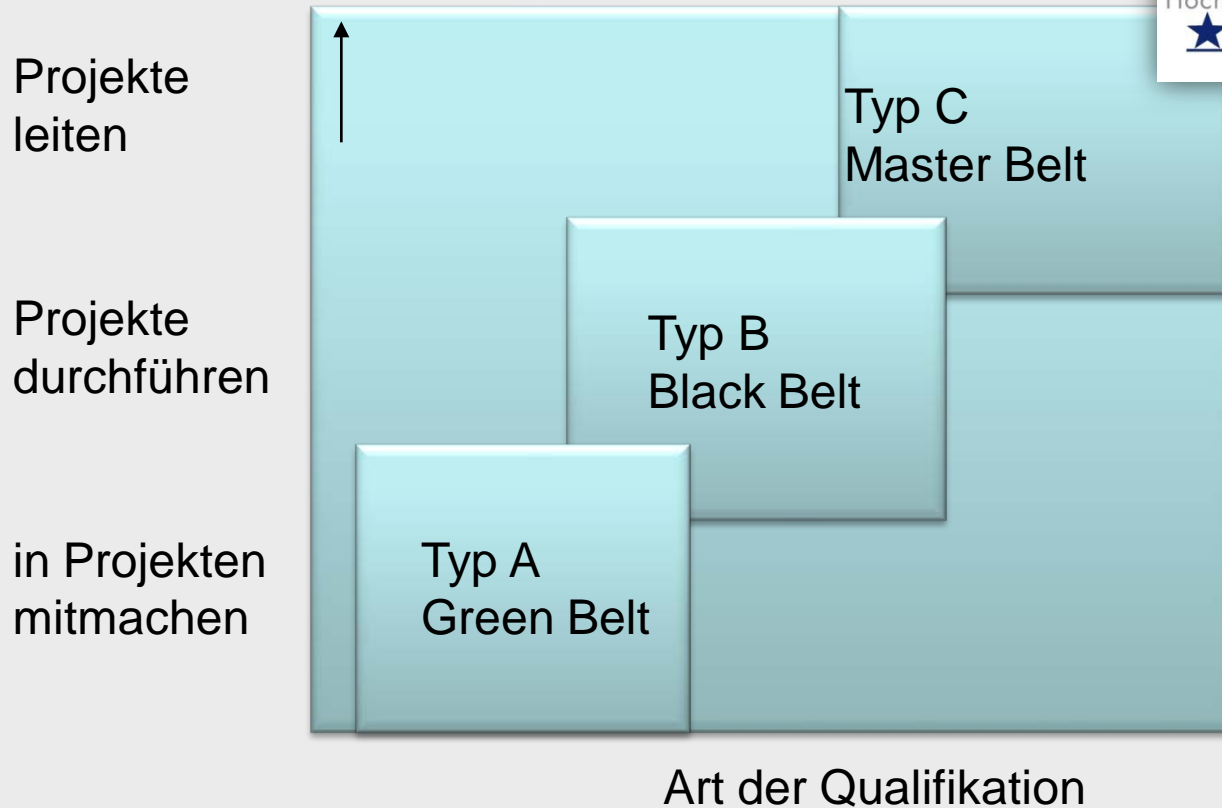 Projekte
leiten
Typ C
Master Belt
Projekte
durchführen
Typ B
Black Belt
in Projekten
mitmachen
Typ A
Green Belt
Art der Qualifikation